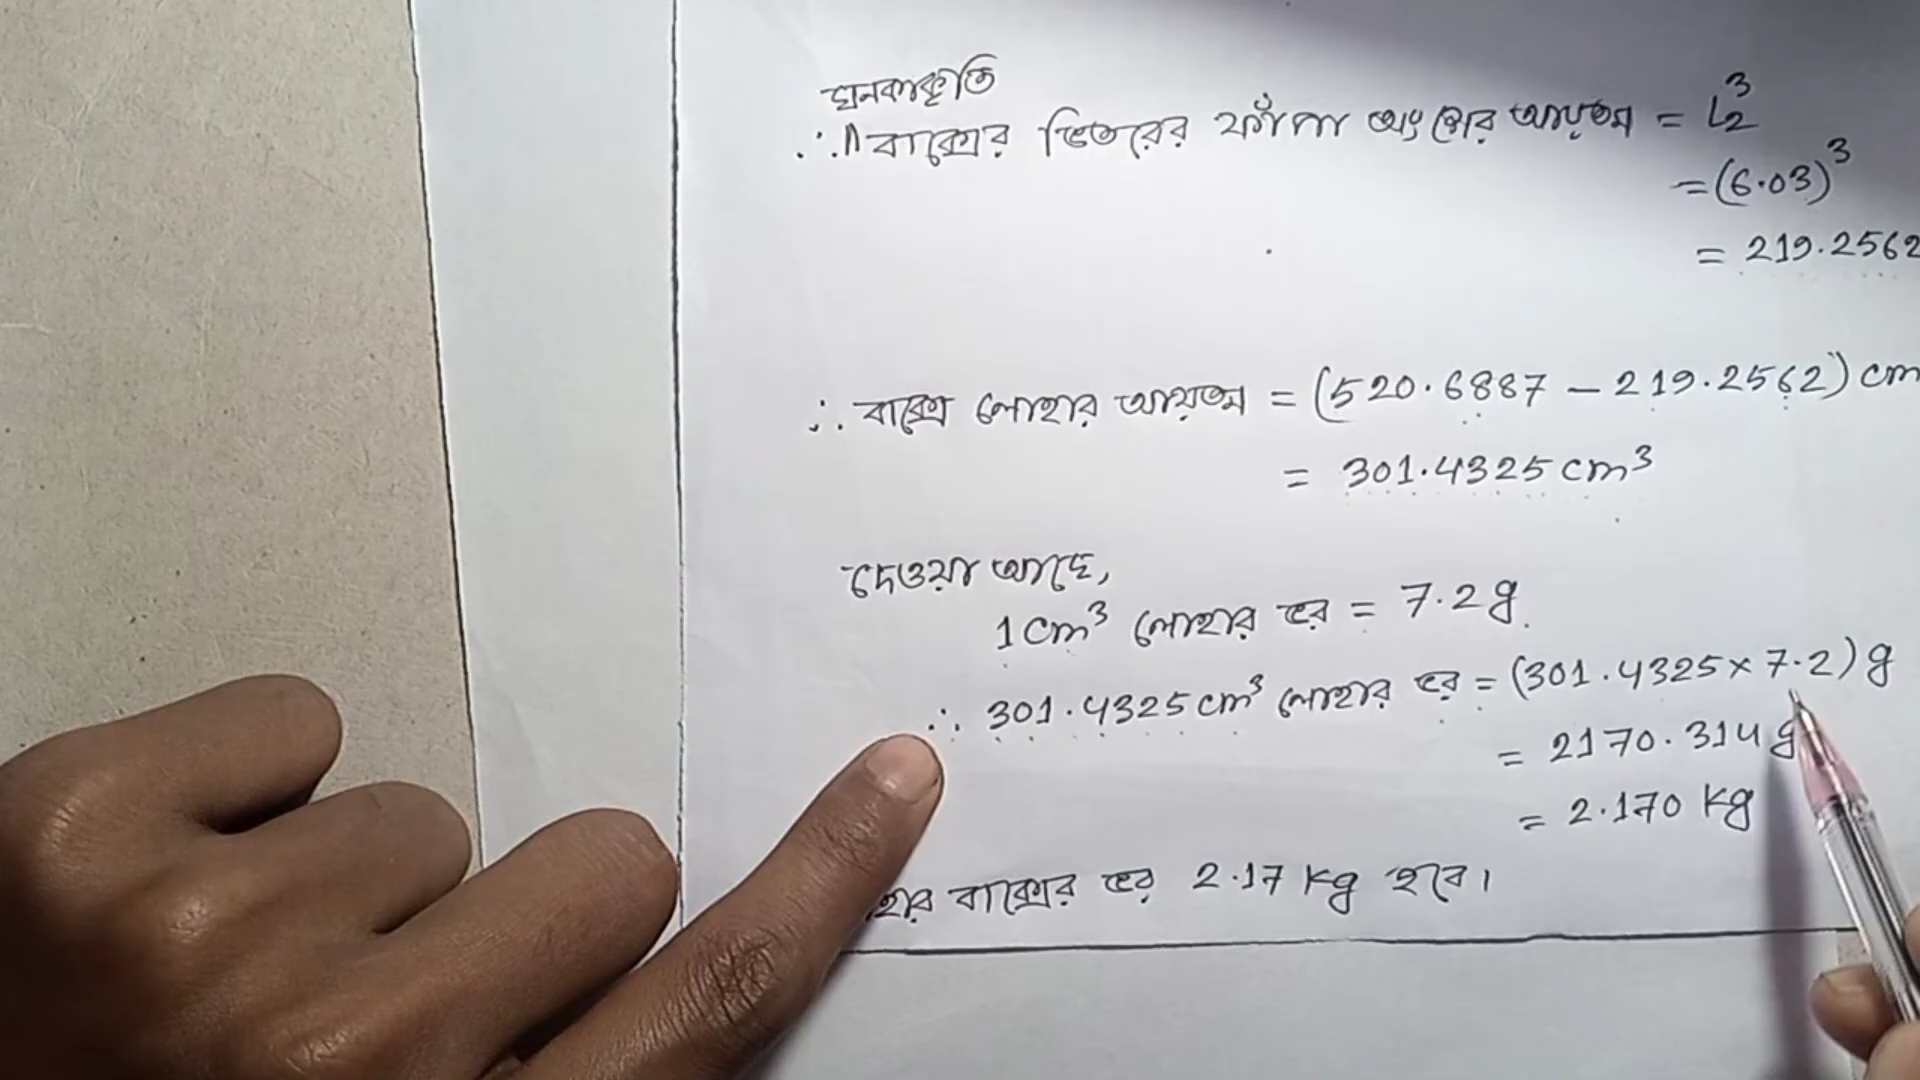 ঘনকাকৃতি
∴ বাক্সের ভিতরের ফাঁপা অংশের আয়তন = L₂³
= (6.03)³
= 219.2562
∴ বাক্সে লোহার আয়তন = (520.6887 – 219.2562) cm
= 301.4325 cm³
দেওয়া আছে,
1 cm³ লোহার ভর = 7.2 g.
∴ 301.4325 cm³ লোহার ভর = (301.4325 × 7.2) g
= 2170.314 g
= 2.170 kg
হার বাক্সের ভর 2.17 kg হবে।